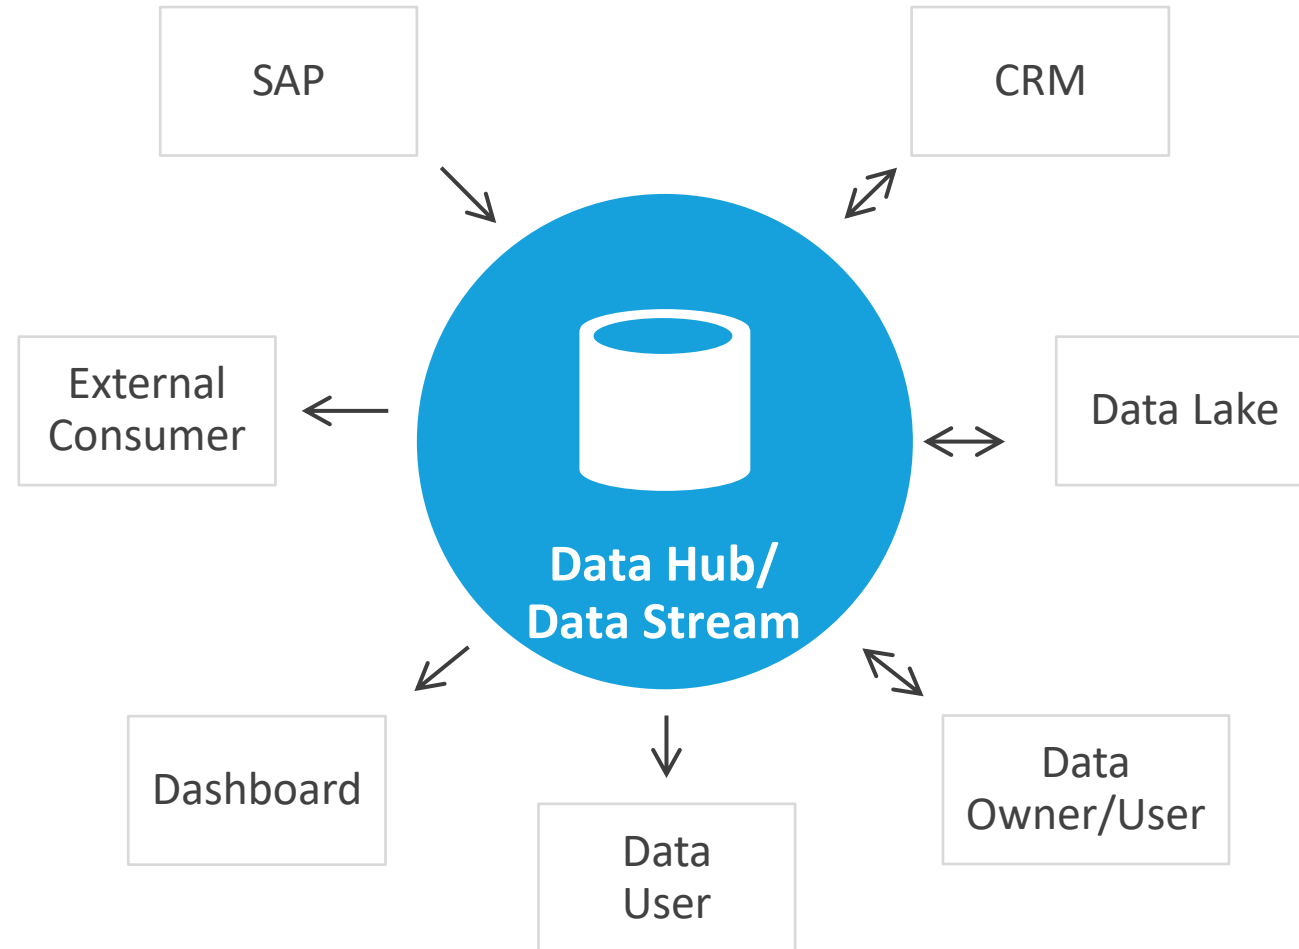 SAP
CRM
External
Consumer
Data Lake
Data Hub/
Data Stream
Dashboard
Data
User
Data
Owner/User